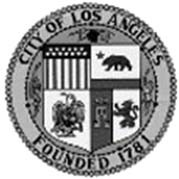 CITY OF LOS ANGELES
FOUNDED 1781